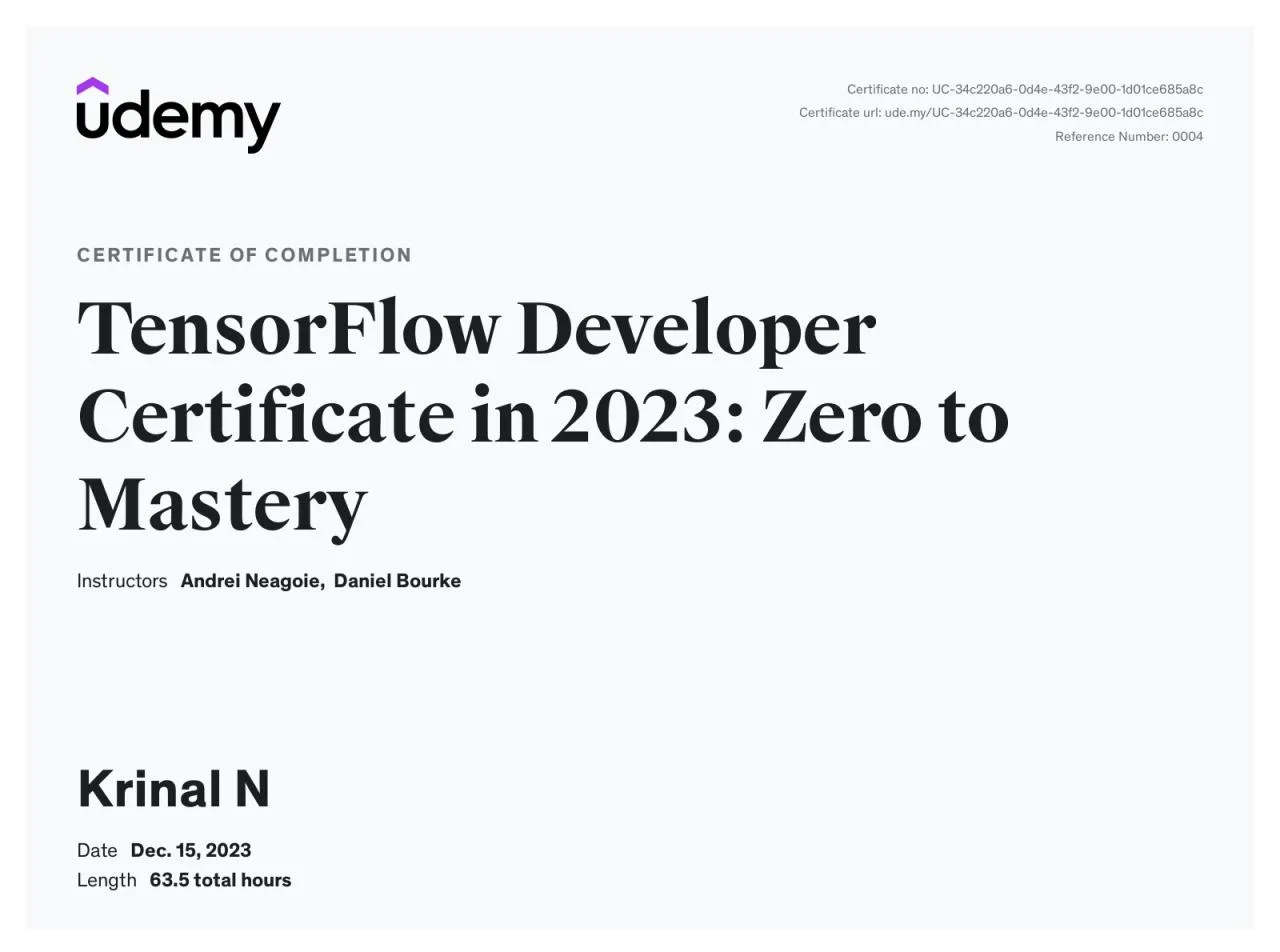 udemy
Certificate no: UC-34c220a6-0d4e-43f2-9e00-1d01ce685a8c
Certificate url: ude.my/UC-34c220a6-0d4e-43f2-9e00-1d01ce685a8c
Reference Number: 0004
CERTIFICATE OF COMPLETION
TensorFlow Developer
Certificate in 2023: Zero to
Mastery
Instructors Andrei Neagoie, Daniel Bourke
Krinal N
Date Dec. 15, 2023
Length 63.5 total hours